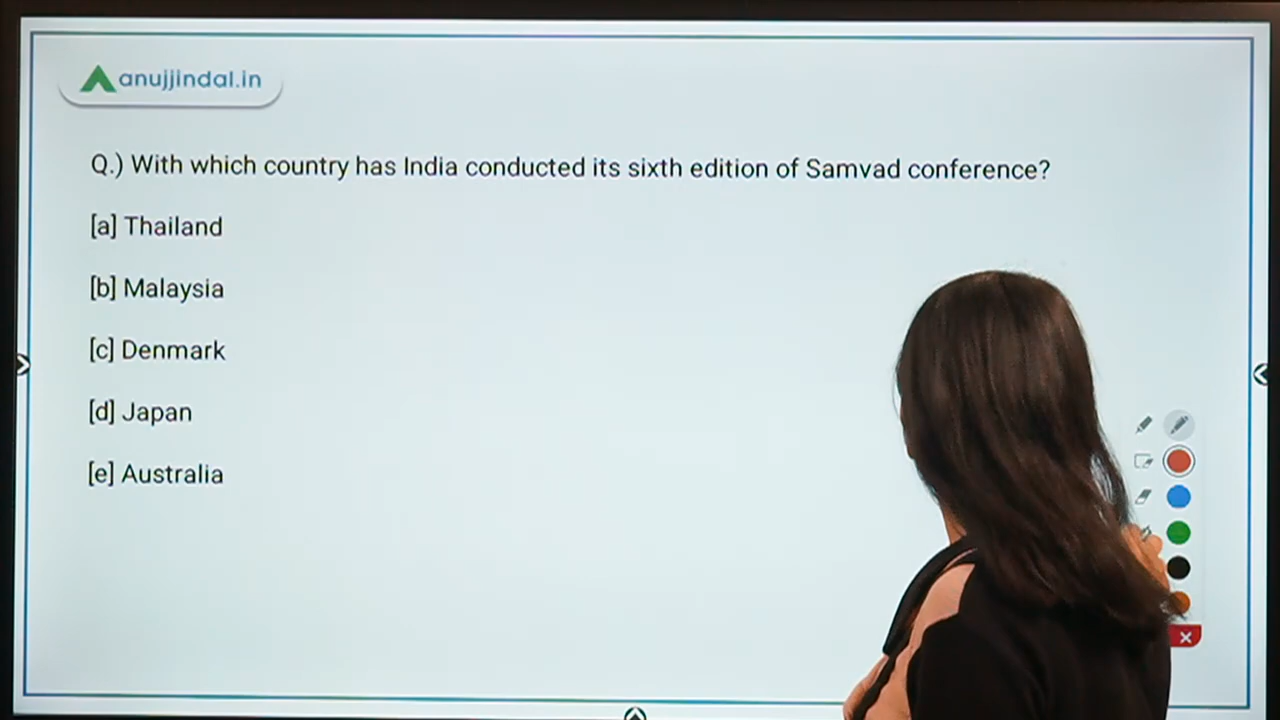 anujjindal.in
Q.) With which country has India conducted its sixth edition of Samvad conference?
[a] Thailand
[b] Malaysia
[c] Denmark
[d] Japan
[e] Australia